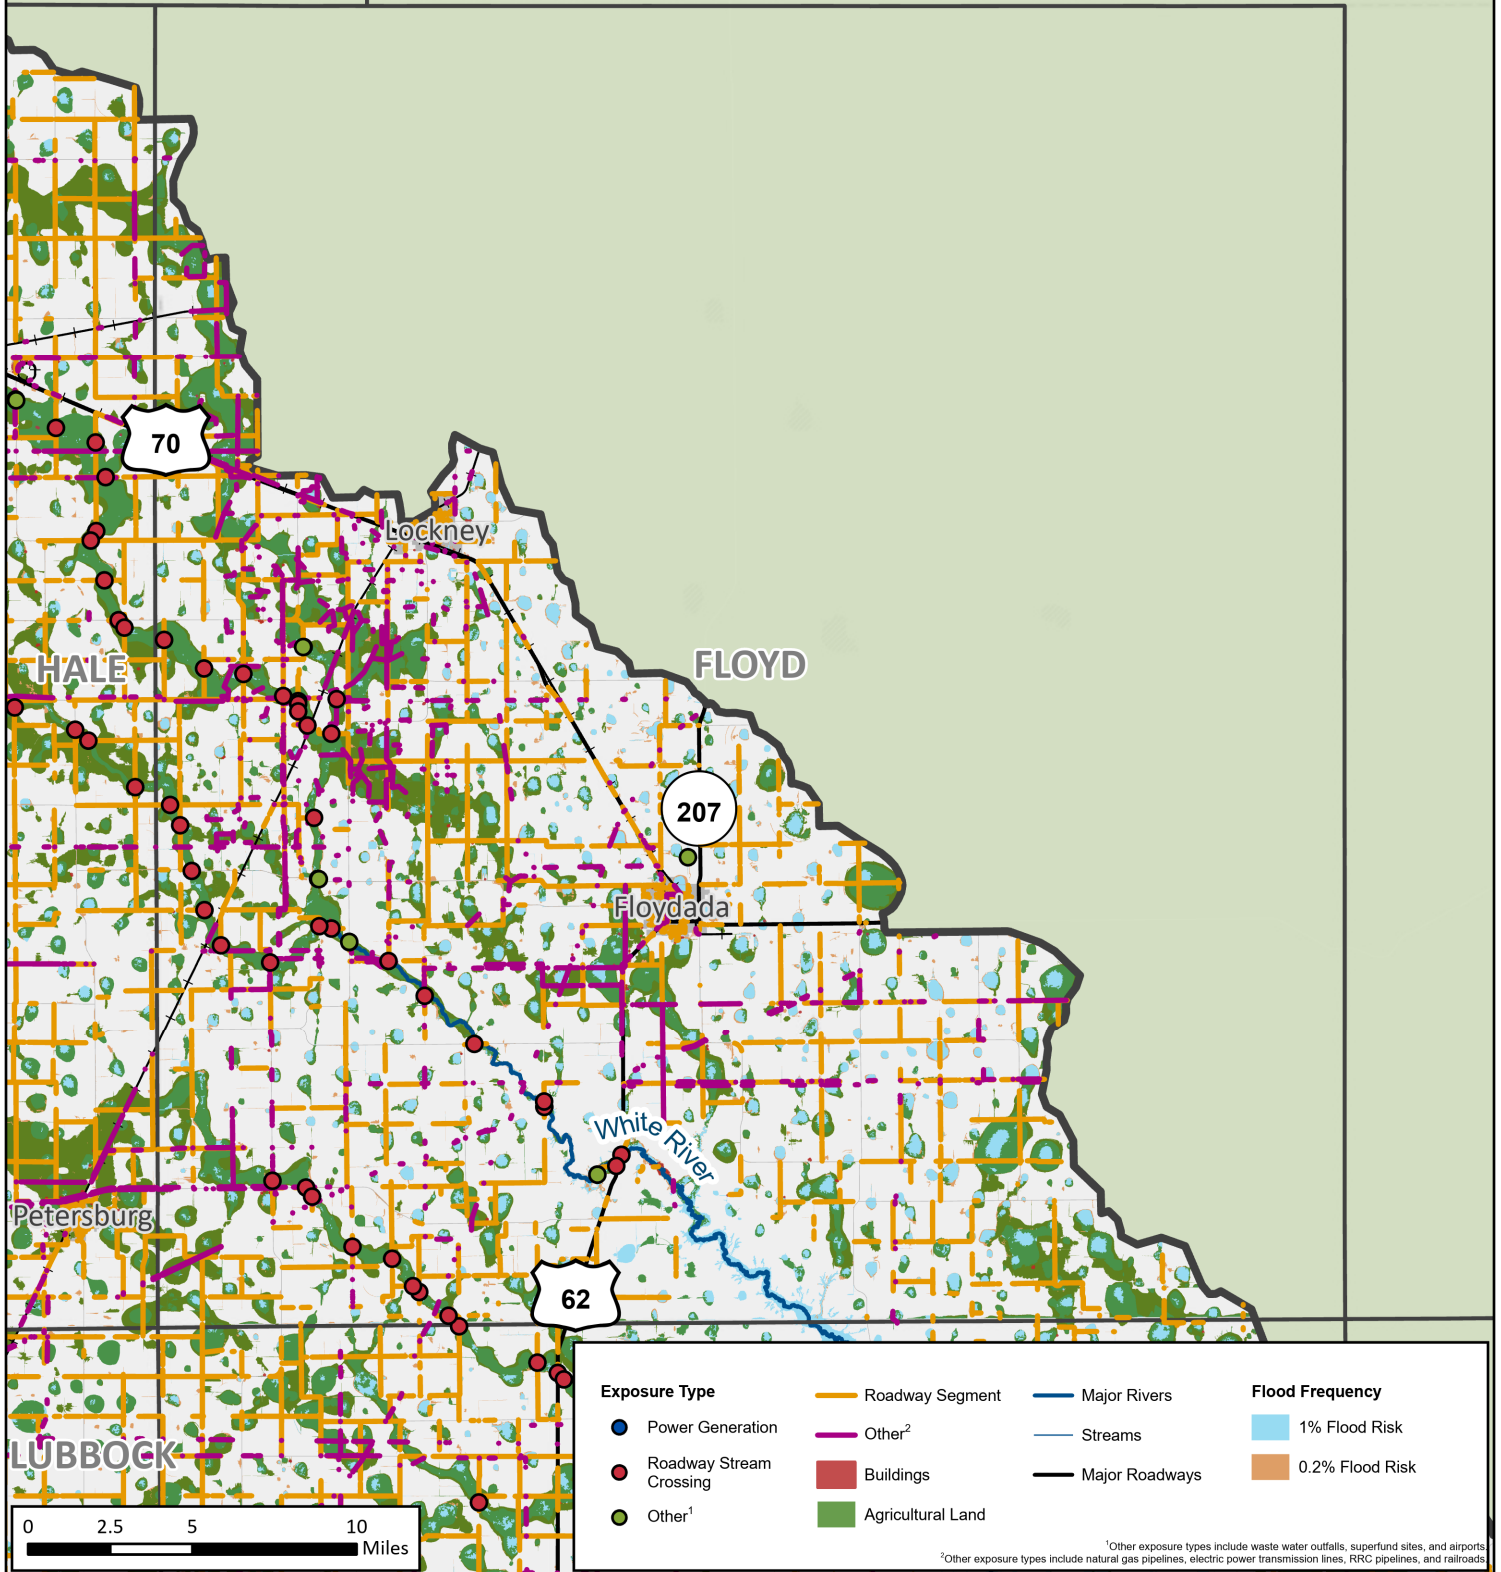 70
Lockney
HALE
FLOYD
207
Floydada
White River
Petersburg
62
LUBBOCK
0 2.5 5 10
Miles
Exposure Type
Power Generation
Roadway Stream
Crossing
Other1
Roadway Segment
Other2
Buildings
Agricultural Land
Major Rivers
Streams
Major Roadways
Flood Frequency
1% Flood Risk
0.2% Flood Risk
1Other exposure types include waste water outfalls, superfund sites, and airports.
2Other exposure types include natural gas pipelines, electric power transmission lines, RRC pipelines, and railroads.